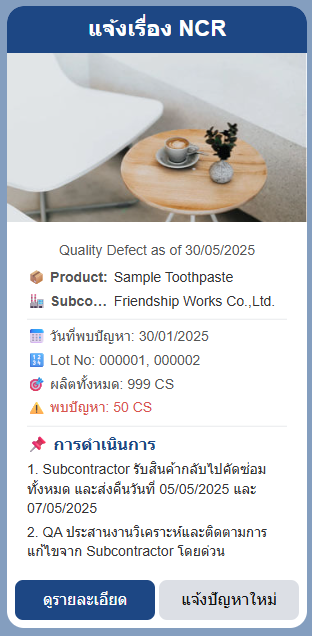 แจ้งเรื่อง NCR
Quality Defect as of 30/05/2025
Product: Sample Toothpaste
Subco... Friendship Works Co.,Ltd.
วันที่พบปัญหา: 30/01/2025
Lot No: 000001, 000002
ผลิตทั้งหมด: 999 CS
พบปัญหา: 50 CS
การดำเนินการ
1. Subcontractor รับสินค้ากลับไปคัดซ่อม
ทั้งหมด และส่งคืนวันที่ 05/05/2025 และ
07/05/2025
2. QA ประสานงานวิเคราะห์และติดตามการ
แก้ไขจาก Subcontractor โดยด่วน
ดูรายละเอียด
แจ้งปัญหาใหม่